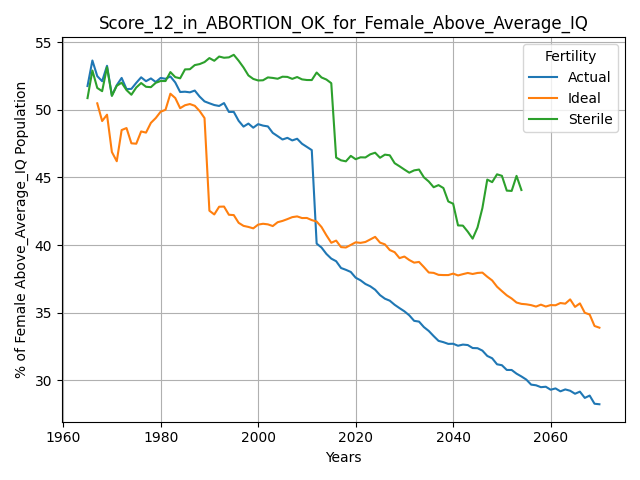 Score_12_in_ABORTION_OK_for_Female_Above_Average_IQ
% of Female Above_Average_IQ Population
55
50
45
40
35
30
Fertility
Actual
Ideal
Sterile
1960 1980 2000 2020 2040 2060
Years